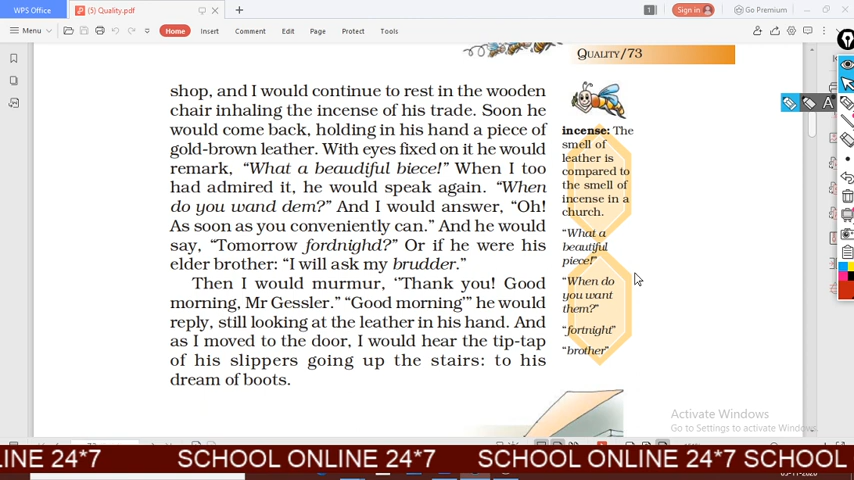 WPS Office
(5) Quality.pdf
1
Sign in
Go Premium
Menu
Home
Insert
Comment
Edit
Page
Protect
Tools
QUALITY/73
shop, and I would continue to rest in the wooden
chair inhaling the incense of his trade. Soon he
would come back, holding in his hand a piece of
gold-brown leather. With eyes fixed on it he would
remark, “What a beaudiful biece!” When I too
had admired it, he would speak again. “When
do you wand dem?” And I would answer, “Oh!
As soon as you conveniently can.” And he would
say, “Tomorrow fordnighd?” Or if he were his
elder brother: “I will ask my brudder.”
Then I would murmur, “Thank you! Good
morning, Mr Gessler.” “Good morning’” he would
reply, still looking at the leather in his hand. And
as I moved to the door, I would hear the tip-tap
of his slippers going up the stairs: to his
dream of boots.
incense: The
smell of
leather is
compared to
the smell of
incense in a
church.
“What a
beautiful
piece!”
“When do
you want
them?”
“fortnight”
“brother”
A
Activate Windows
Go to Settings to activate Windows.
LINE 24*7 SCHOOL ONLINE 24*7 SCHOOL ONLINE 24*7 SCHOOL